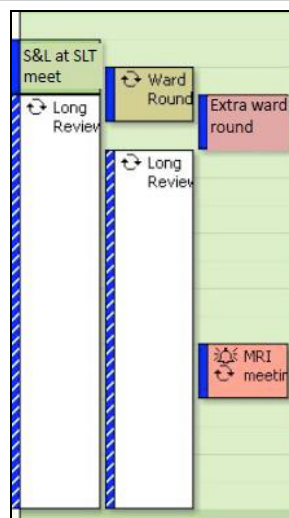 S&L at SLT
meet
Long
Review
Ward
Round
Long
Review
Extra ward
round
MRI
meetin